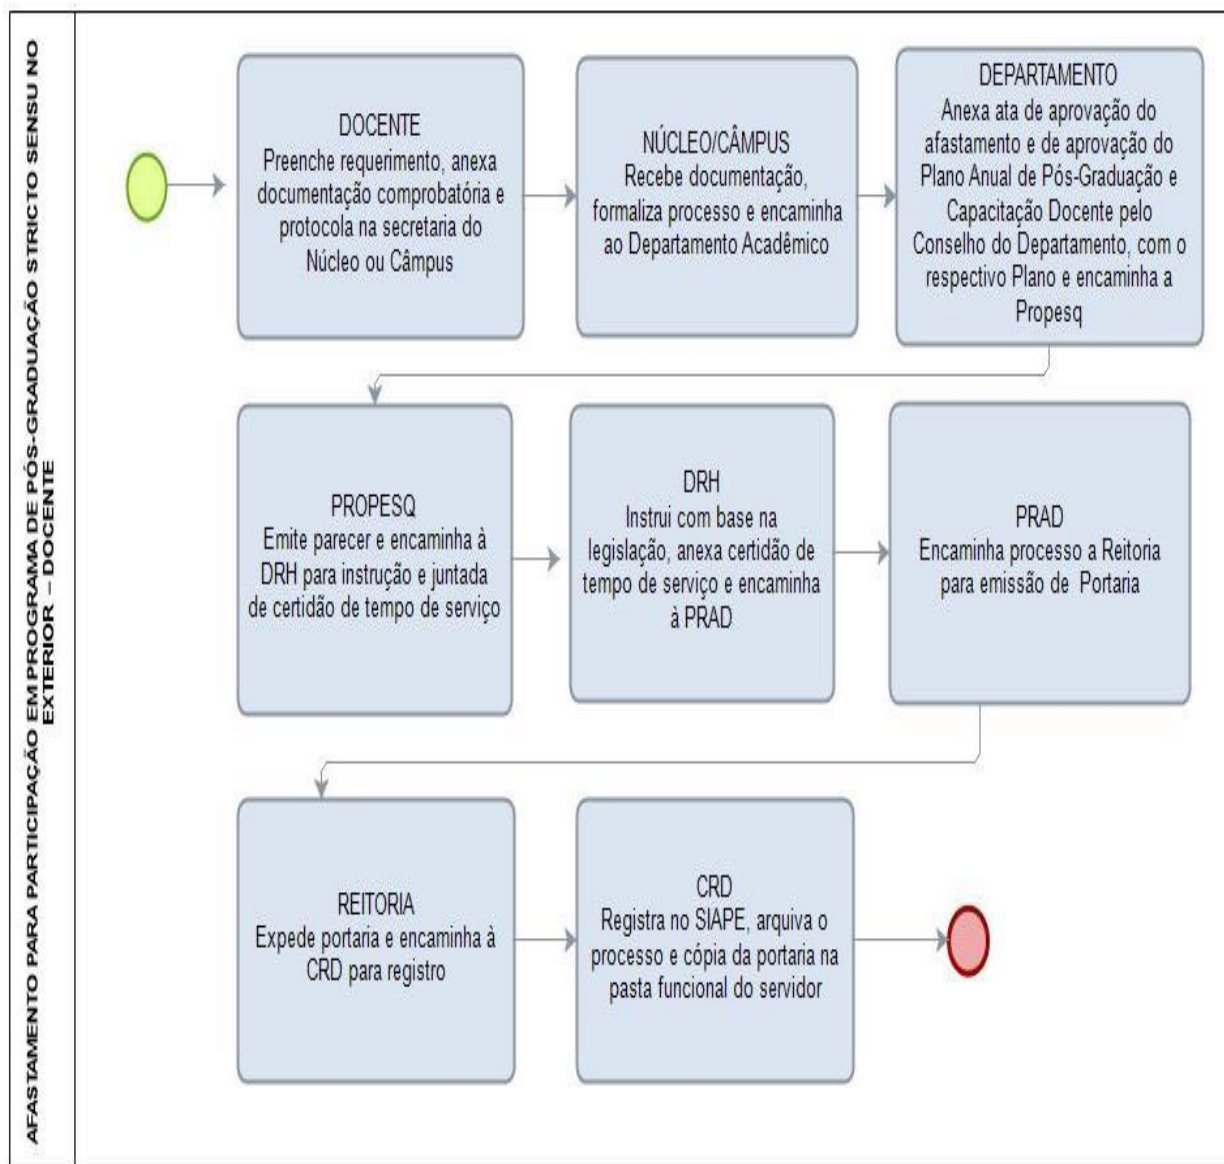 AFASTAMENTO PARA PARTICIPAÇÃO EM PROGRAMA DE PÓS-GRADUAÇÃO STRICTO SENSU NO
EXTERIOR – DOCENTE
DOCENTE
Preenche requerimento, anexa
documentação comprobatória e
protocola na secretaria do
Núcleo ou Câmpus
NÚCLEO/CÂMPUS
Recebe documentação,
formaliza processo e encaminha
ao Departamento Acadêmico
DEPARTAMENTO
Anexa ata de aprovação do
afastamento e de aprovação do
Plano Anual de Pós-Graduação e
Capacitação Docente pelo
Conselho do Departamento, com o
respectivo Plano e encaminha a
Propesq
PROPESQ
Emite parecer e encaminha à
DRH para instrução e juntada
de certidão de tempo de serviço
DRH
Instrui com base na
legislação, anexa certidão de
tempo de serviço e encaminha
à PRAD
PRAD
Encaminha processo a Reitoria
para emissão de Portaria
REITORIA
Expede portaria e encaminha à
CRD para registro
CRD
Registra no SIAPE, arquiva o
processo e cópia da portaria na
pasta funcional do servidor